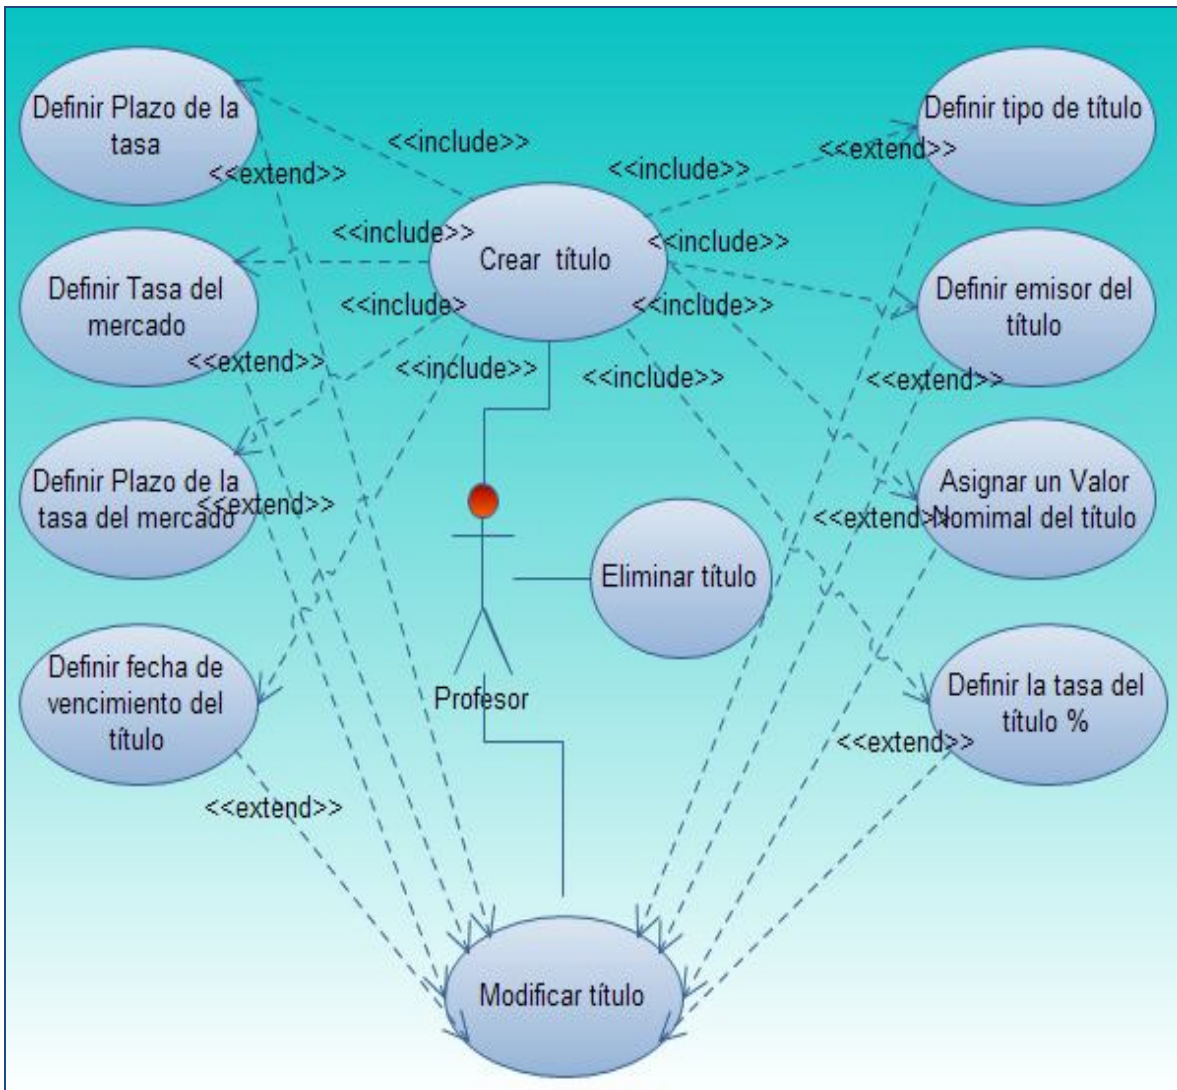 Definir Plazo de la
tasa
Definir tipo de título
<<include>>
<<extend>>
<<include>>
<<extend>>
<<include>>
<<include>>
Crear título
Definir Tasa del
mercado
Definir emisor del
título
<<include>
<<include>>
<<extend>>
<<include>>
<<include>>
<<extend>>
Definir Plazo de la
tasa del mercado
<<extend>>
Asignar un Valor
Nomimal del título
<<extend>>
Eliminar título
Definir fecha de
vencimiento del
título
Profesor
Definir la tasa del
título %
<<extend>>
<<extend>>
Modificar título